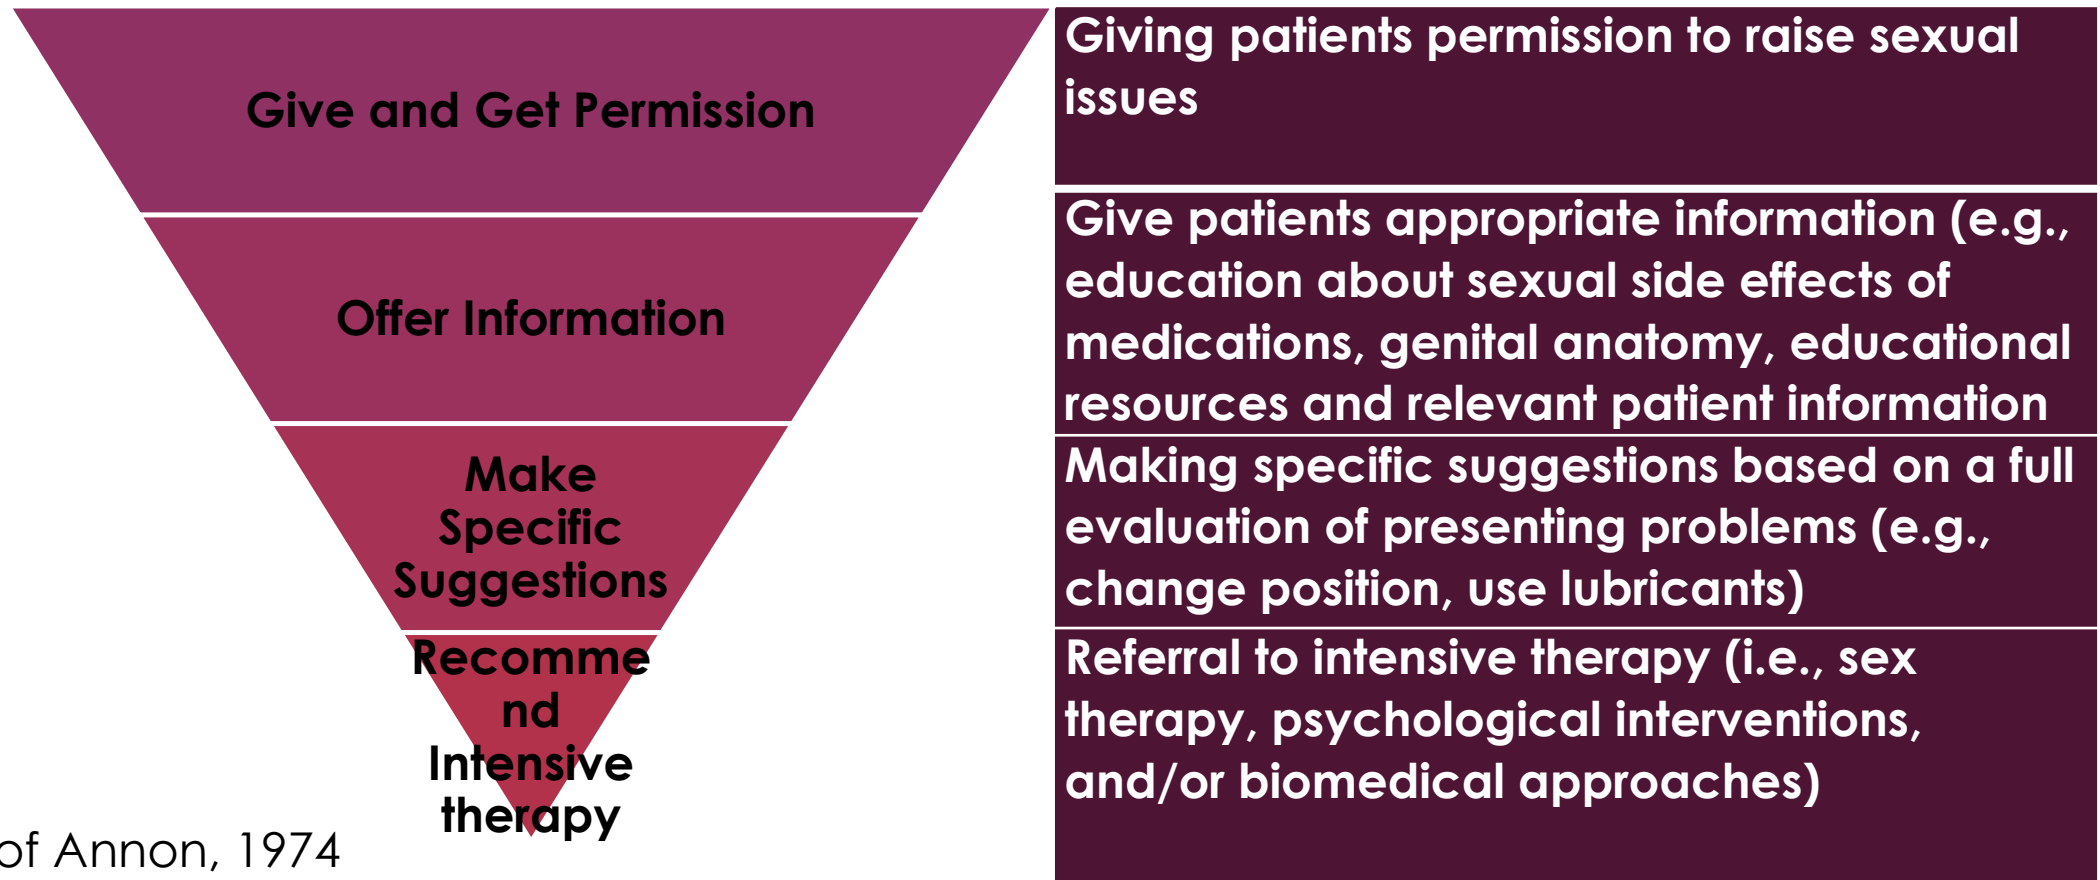 Give and Get Permission
Giving patients permission to raise sexual
issues
Offer Information
Give patients appropriate information (e.g.,
education about sexual side effects of
medications, genital anatomy, educational
resources and relevant patient information
Make
Specific
Suggestions
Making specific suggestions based on a full
evaluation of presenting problems (e.g.,
change position, use lubricants)
Recomme
nd
Intensive
therapy
Referral to intensive therapy (i.e., sex
therapy, psychological interventions,
and/or biomedical approaches)
of Annon, 1974